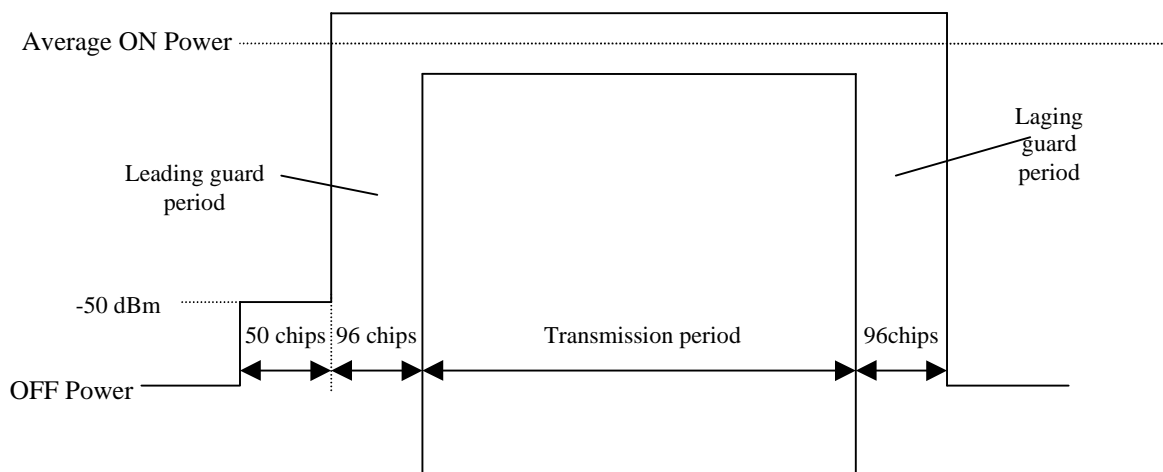 Average ON Power
Laging
guard
period
Leading guard
period
-50 dBm
50 chips
96 chips
Transmission period
96chips
OFF Power